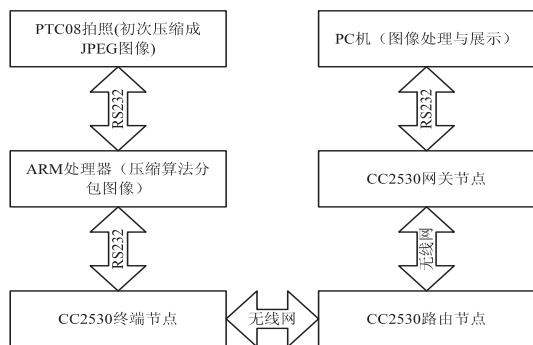 PTC08拍照(初次压缩成
JPEG图像)
PC机（图像处理与展示）
RS232
RS232
ARM处理器（压缩算法分
包图像）
CC2530网关节点
RS232
无线网
CC2530终端节点
无线网
CC2530路由节点